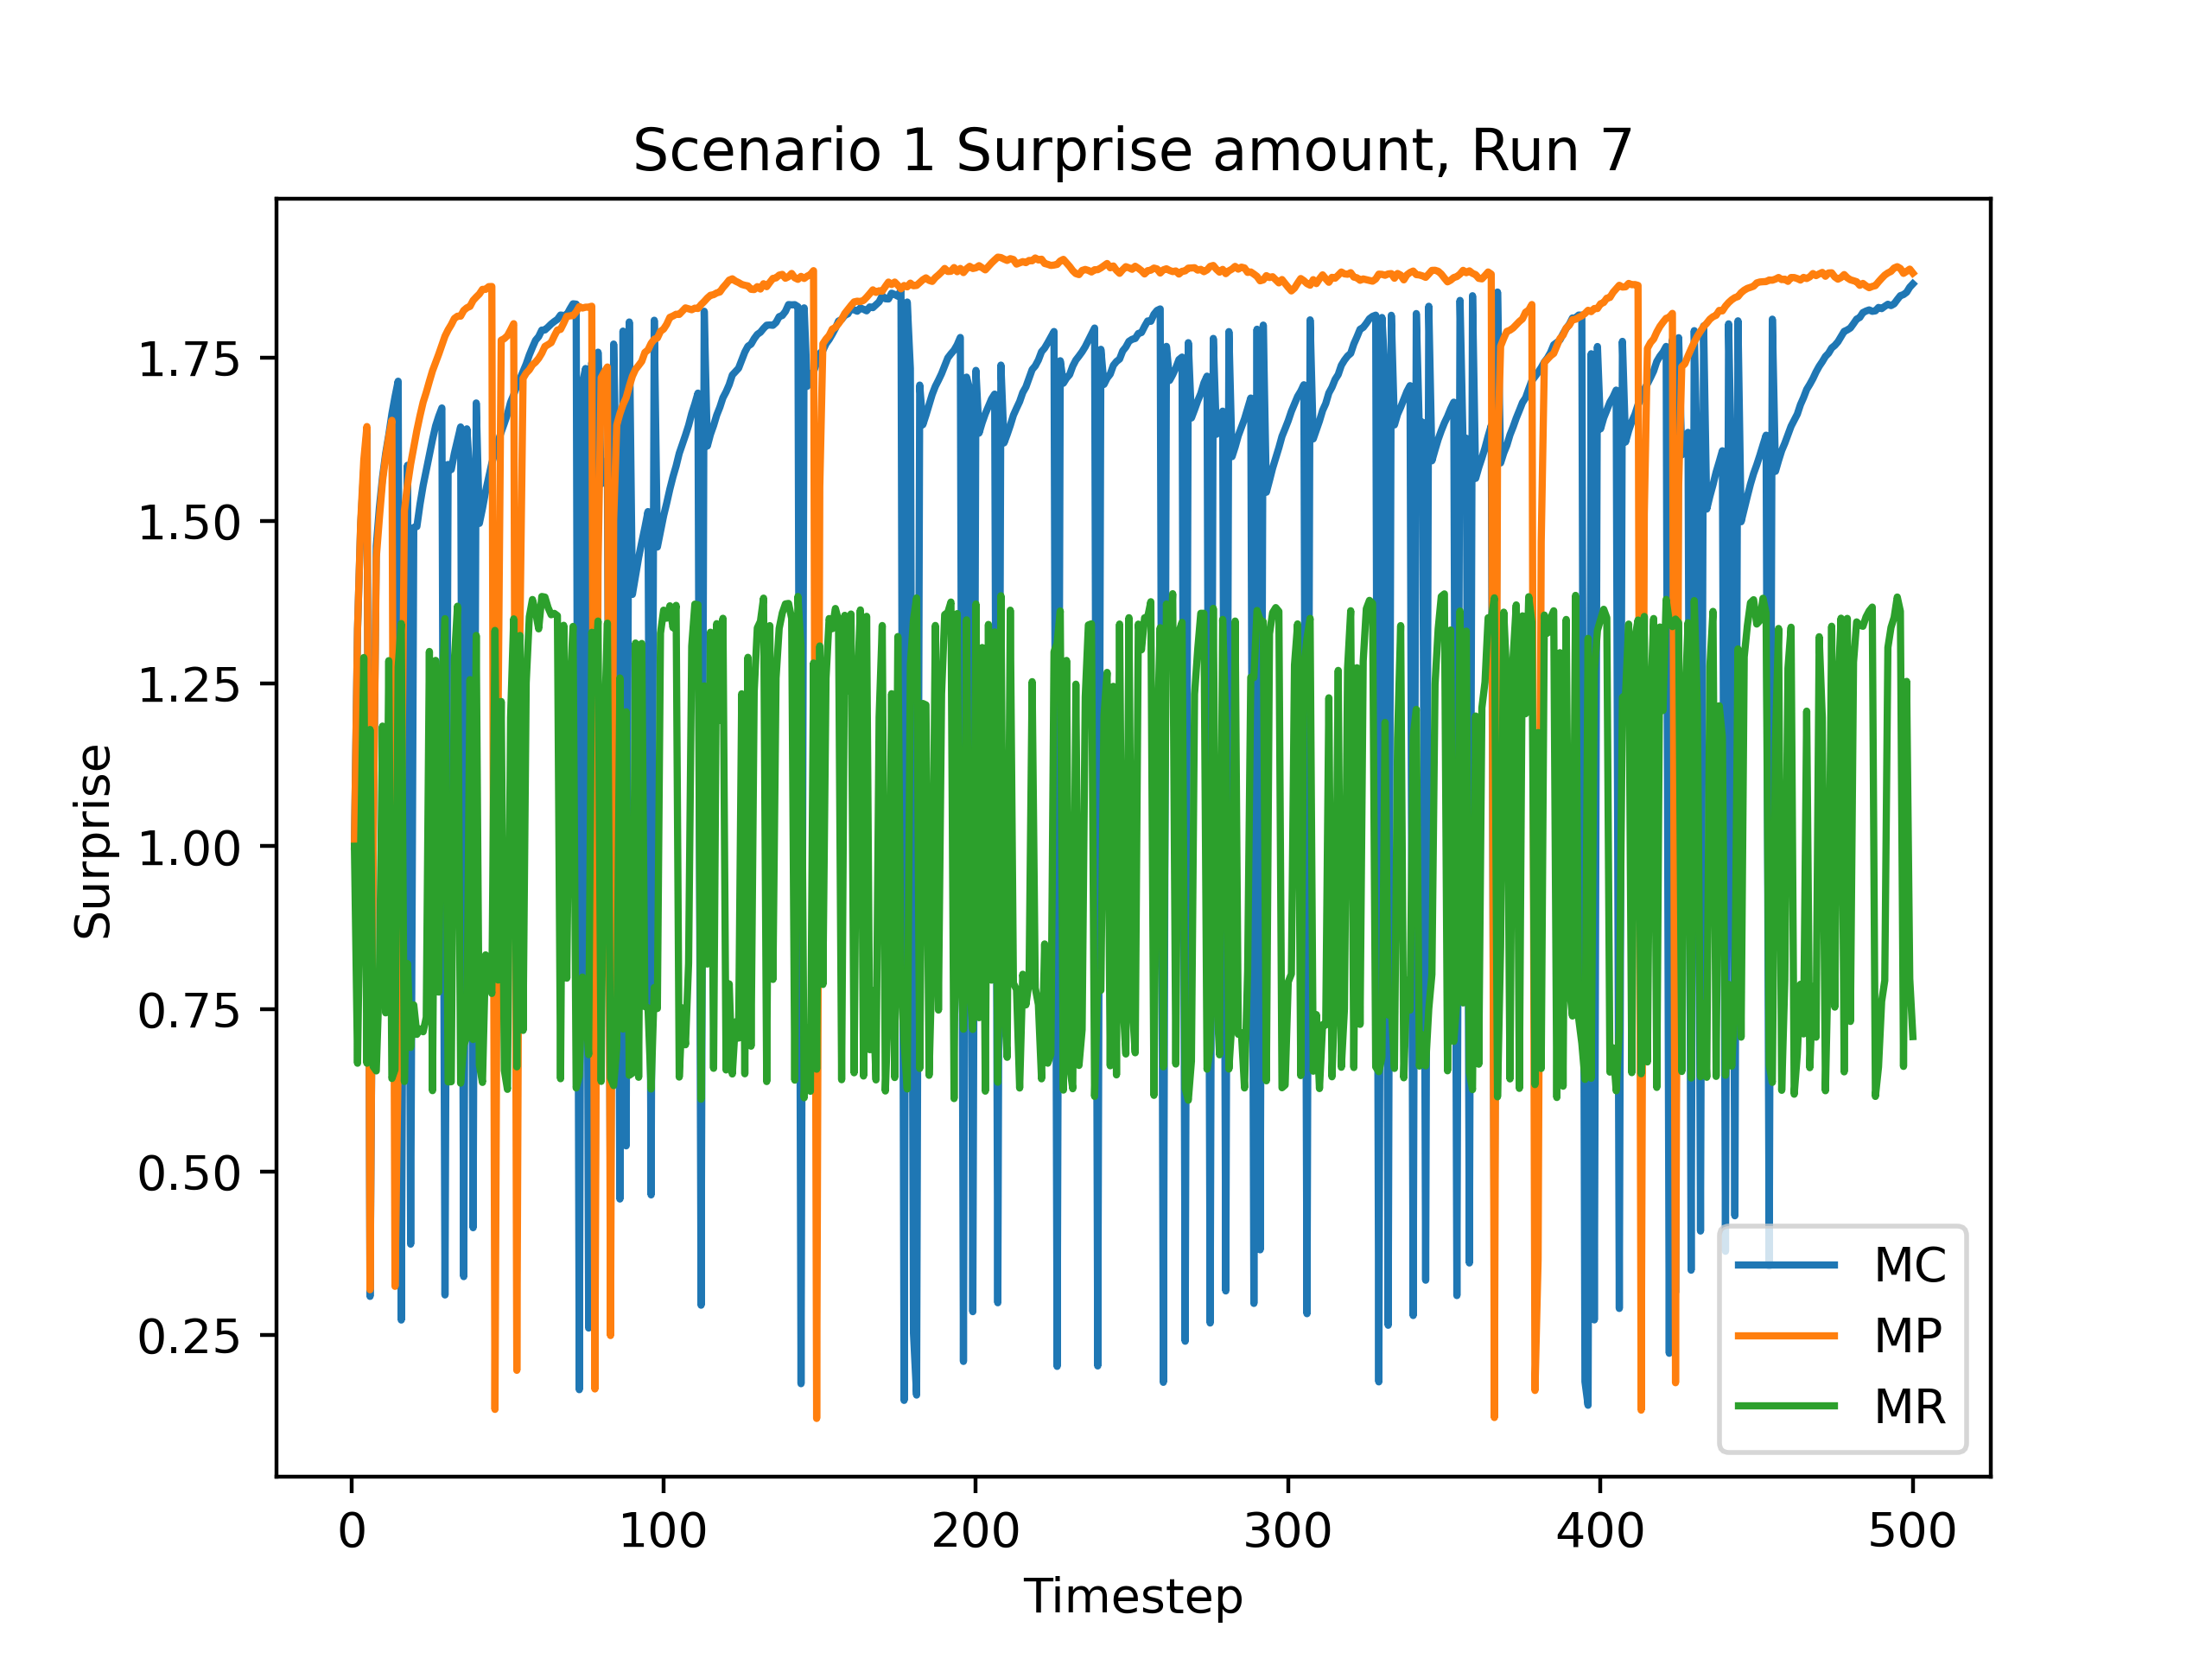 Scenario 1 Surprise amount, Run 7
Surprise
1.75
1.50
1.25
1.00
0.75
0.50
0.25
MC
MP
MR
0 100 200 300 400 500
Timestep